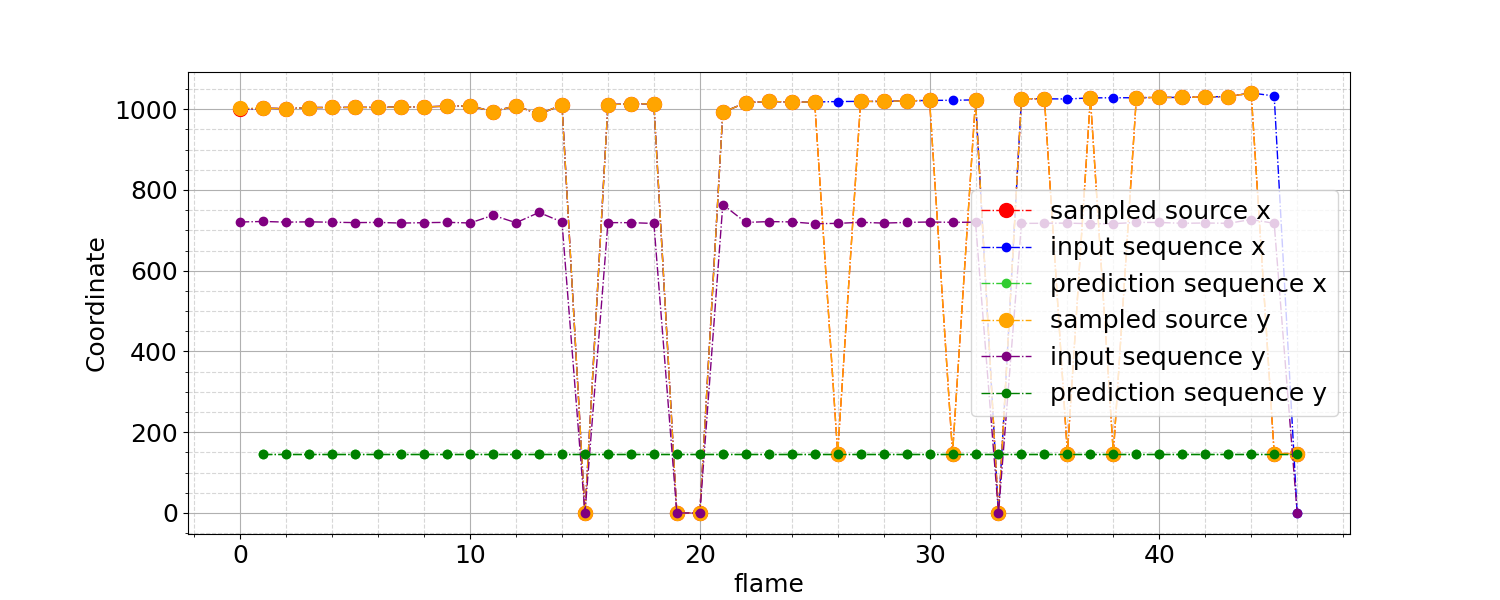 1000
800
600
400
200
0
Coordinate
sampled source x
input sequence x
prediction sequence x
sampled source y
input sequence y
prediction sequence y
0 10 20 30 40
flame